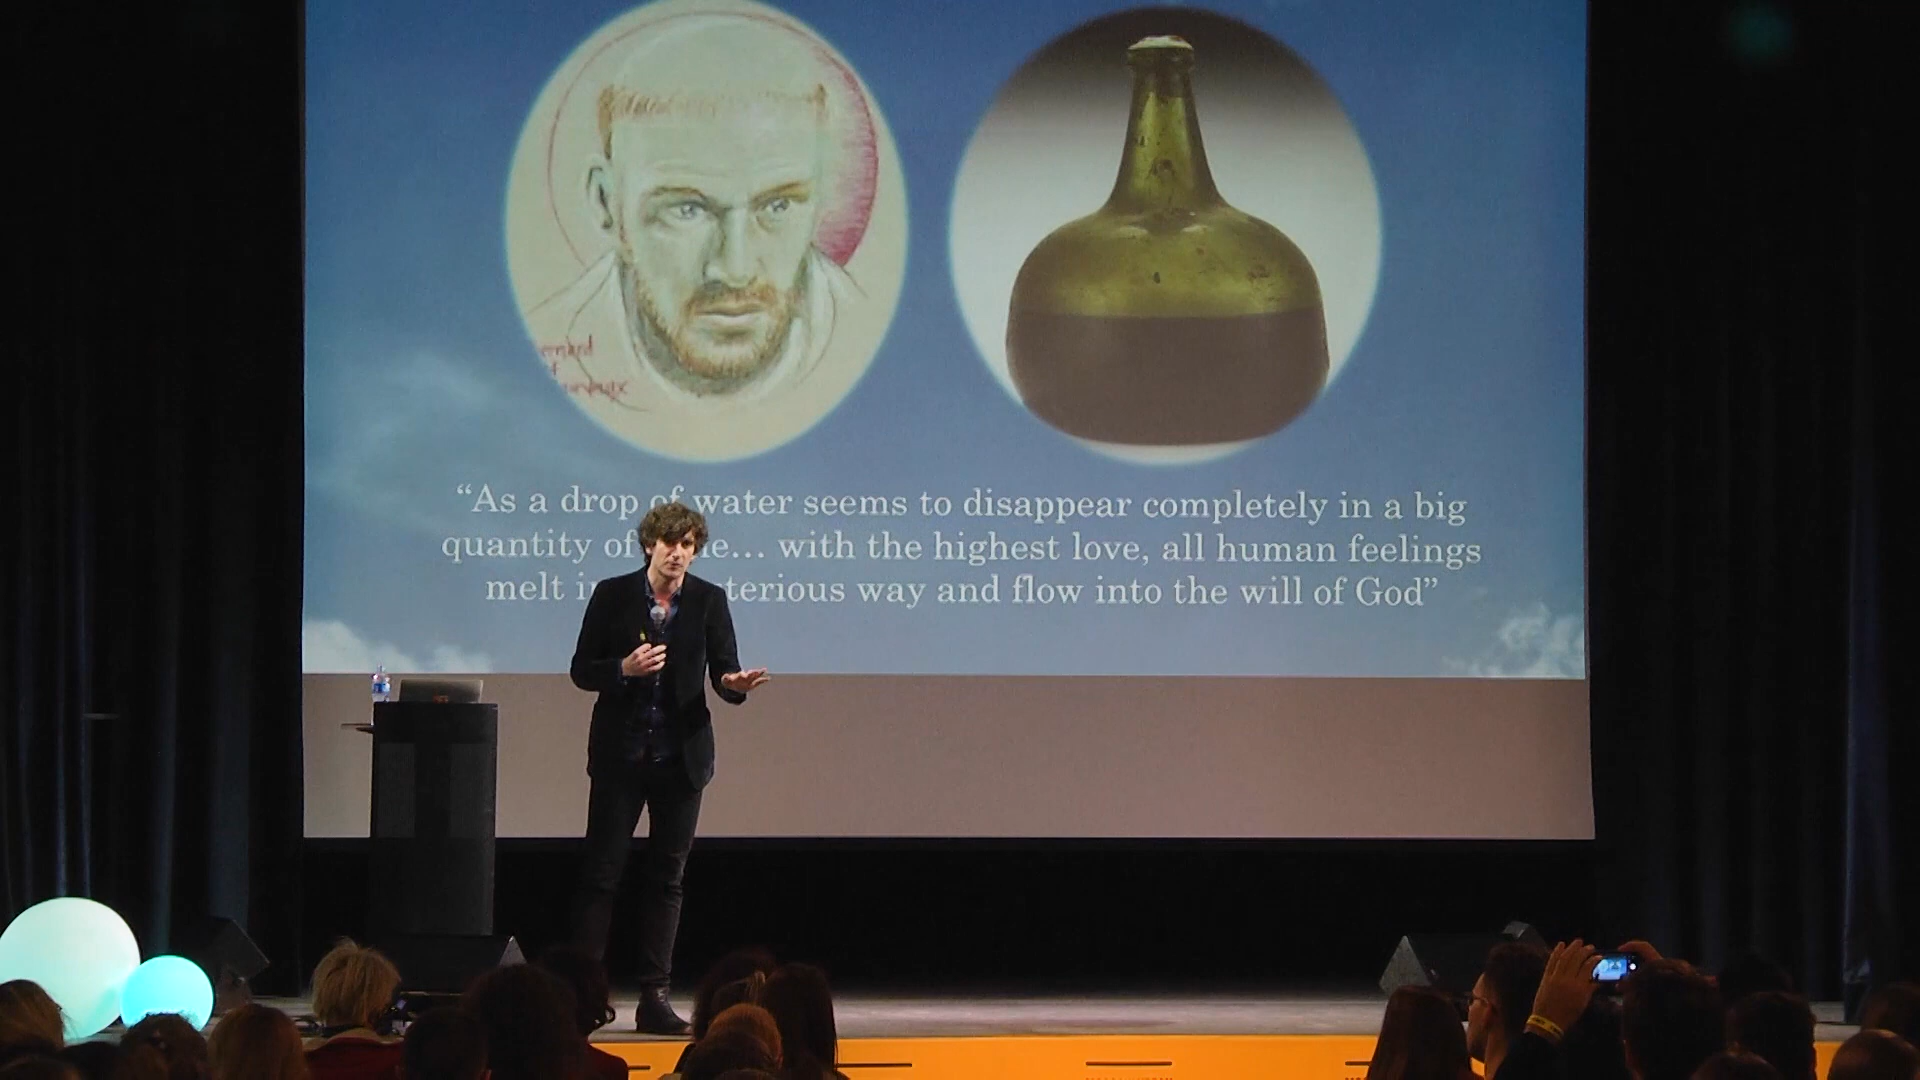 “As a drop of water seems to disappear completely in a big
quantity of … with the highest love, all human feelings
melt way and flow into the will of God”